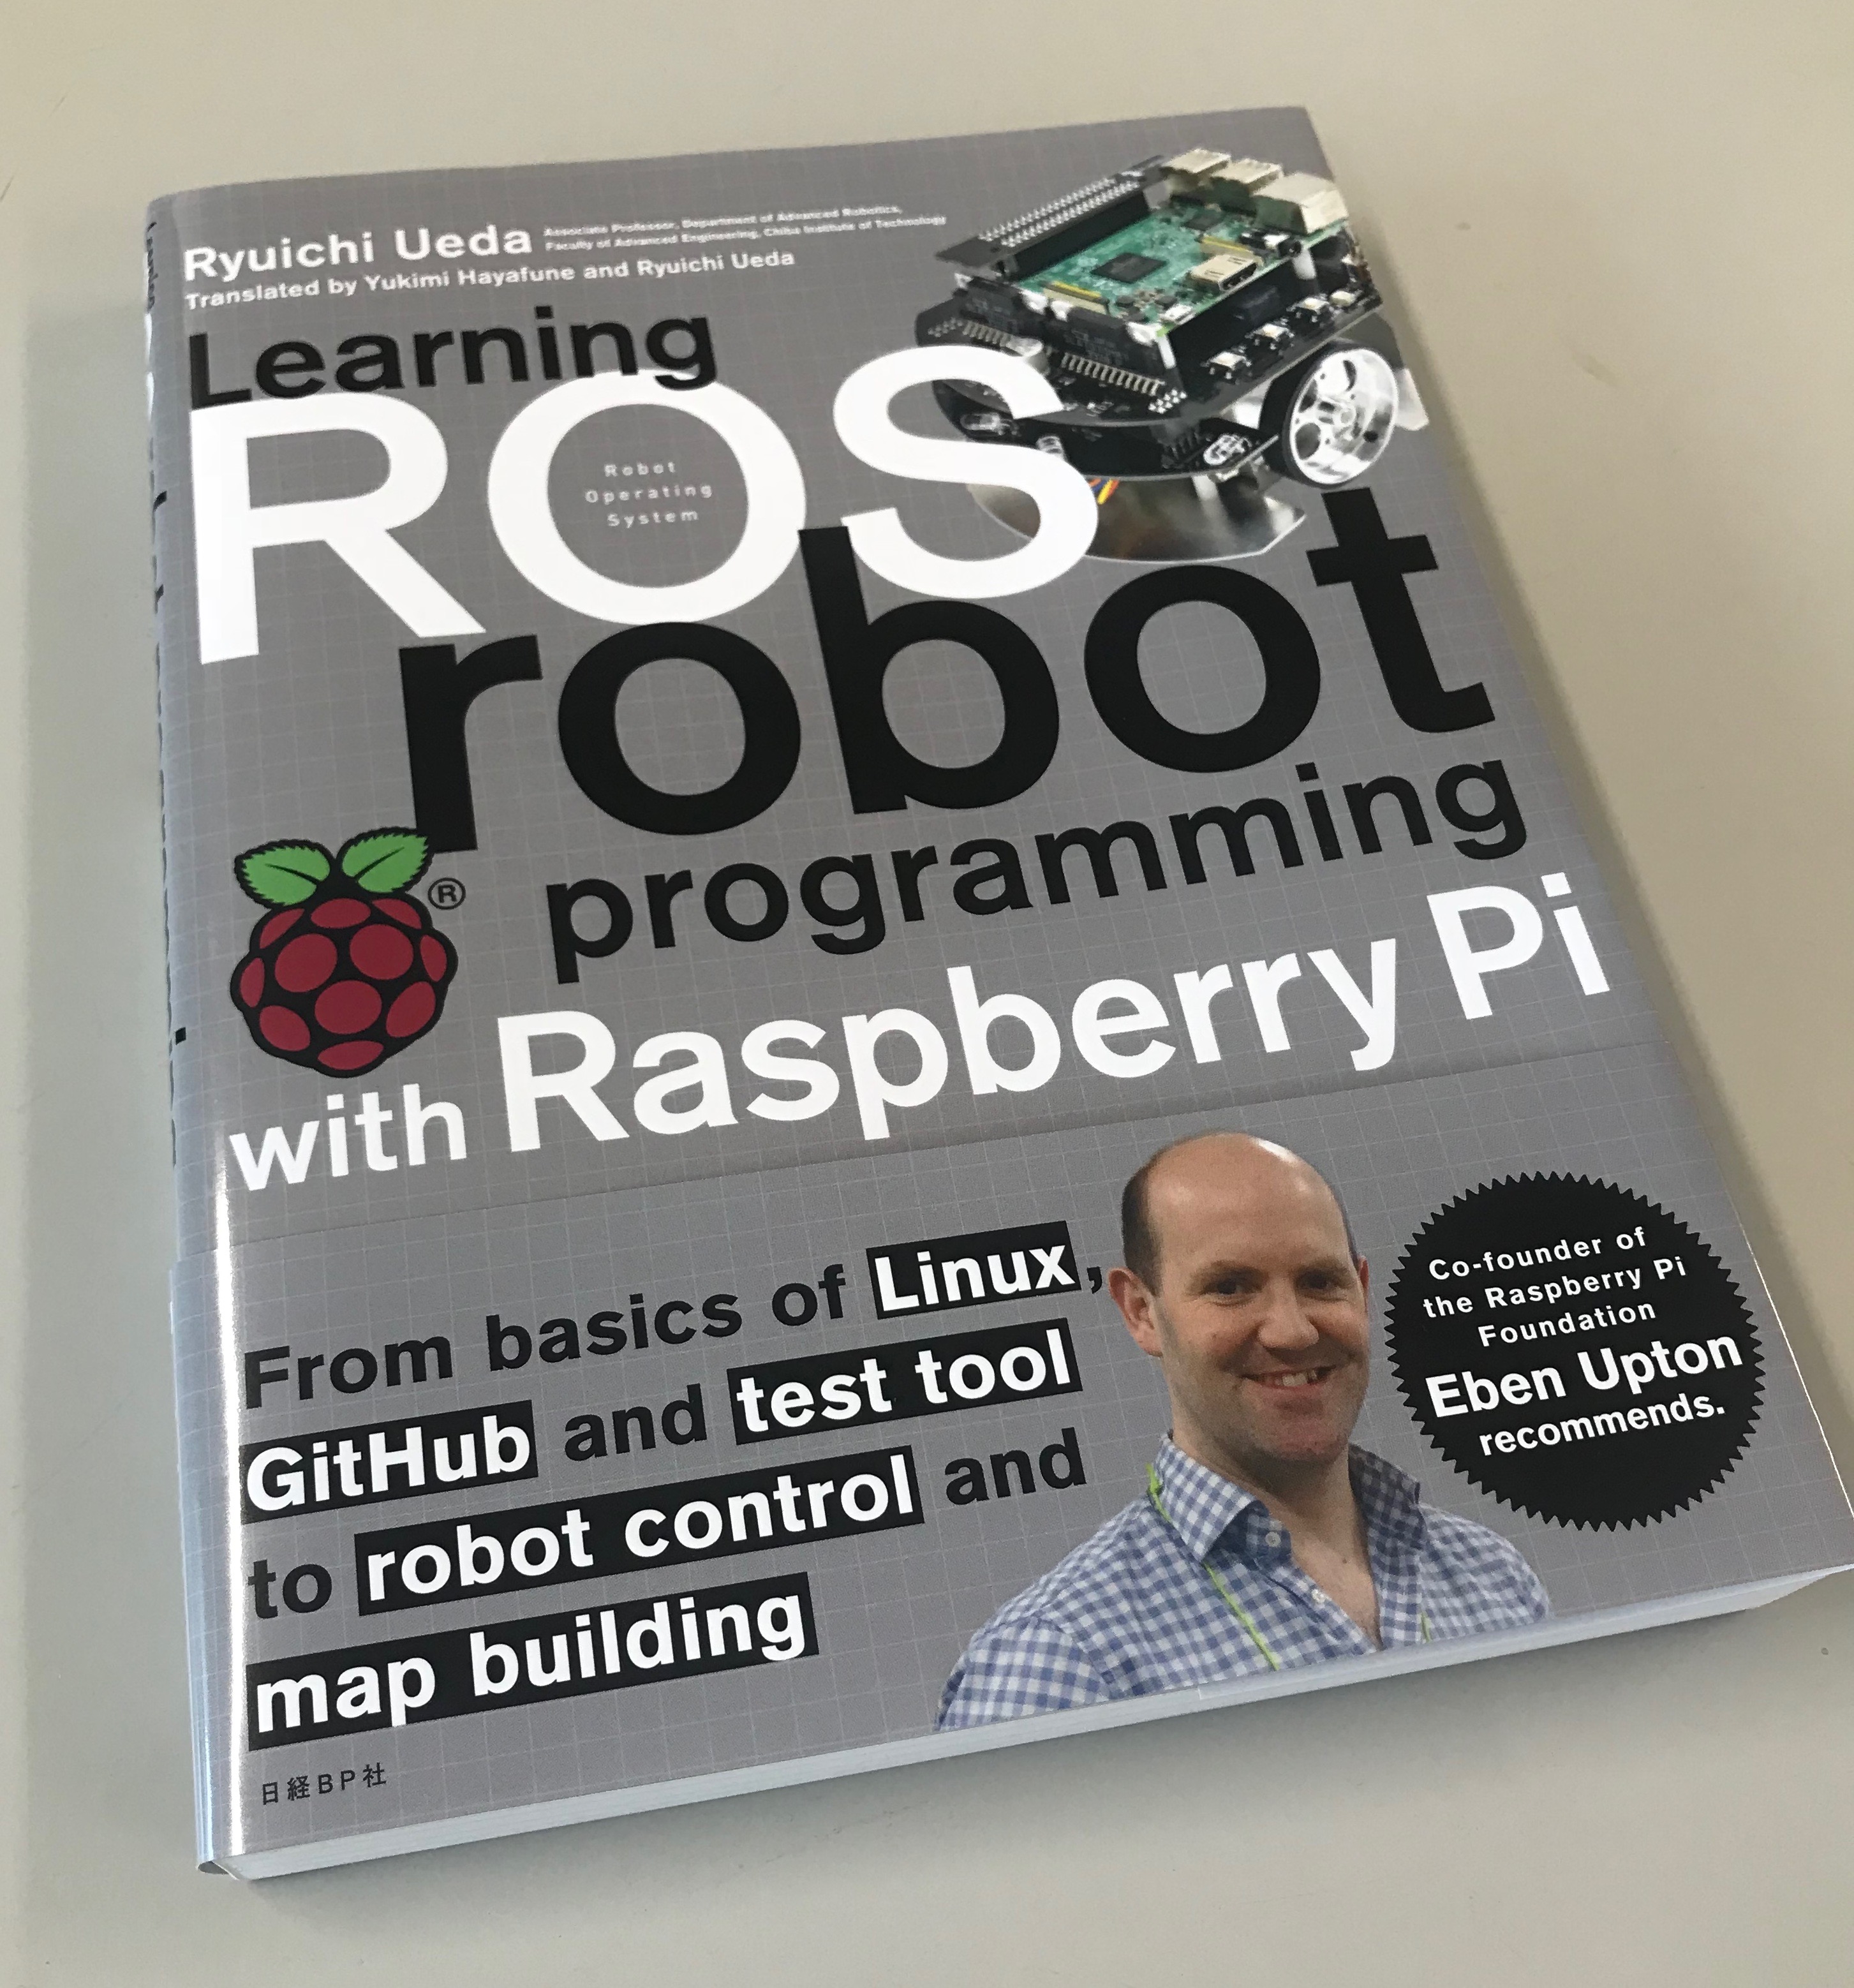 Ryuichi Ueda
Associate Professor, Department of Advanced Robotics,
Faculty of Advanced Engineering, Chiba Institute of Technology
Translated by Yukimi Hayafune and Ryuichi Ueda
Learning
ROS
Robot
Operating
System
robot
programming
®
with Raspberry Pi
From basics of Linux,
GitHub and test tool
to robot control and
map building
Co-founder of
the Raspberry Pi
Foundation
Eben Upton
recommends.
日経BP社